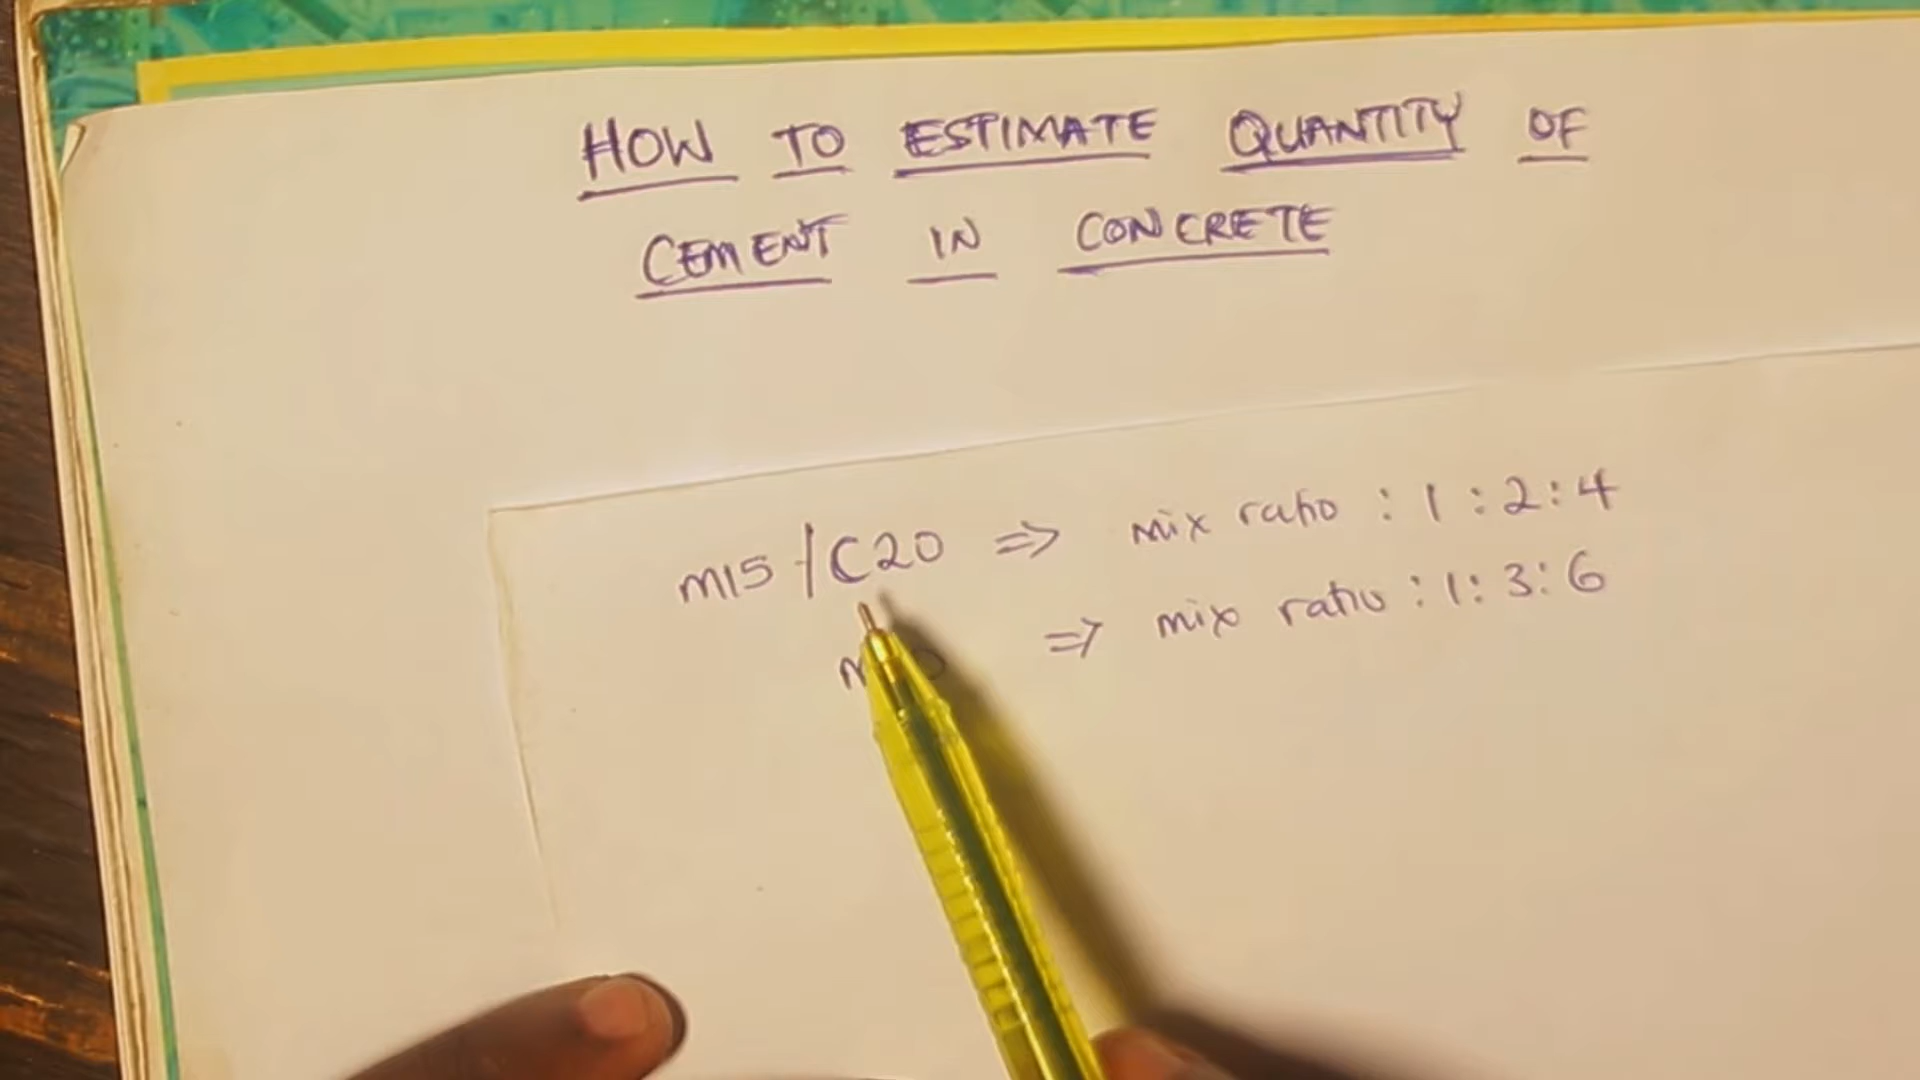 HOW TO ESTIMATE QUANTITY OF
CEMENT IN CONCRETE
M15 / C20 => mix ratio : 1 : 2 : 4
=> mix ratio : 1 : 3 : 6